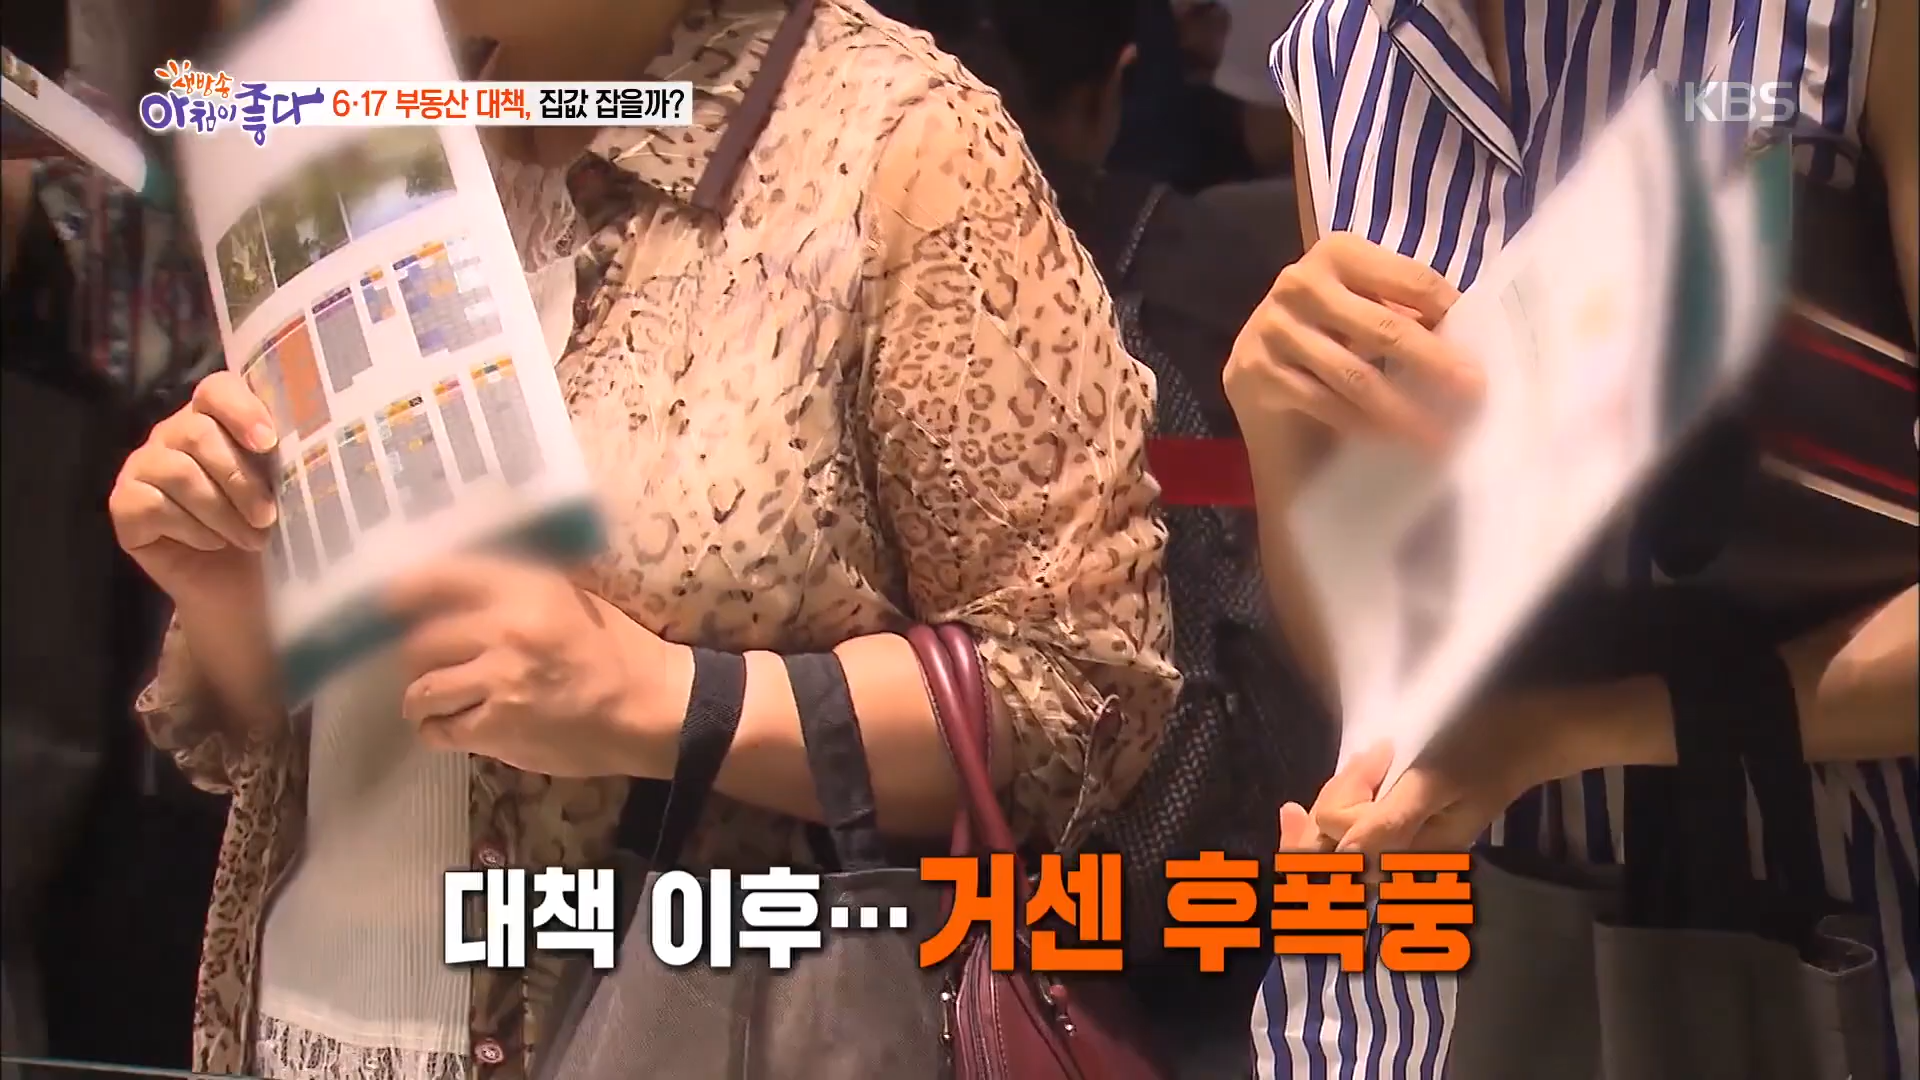 생방송
아침이 좋다
6·17 부동산 대책, 집값 잡을까?
KBS
대책 이후…거센 후폭풍